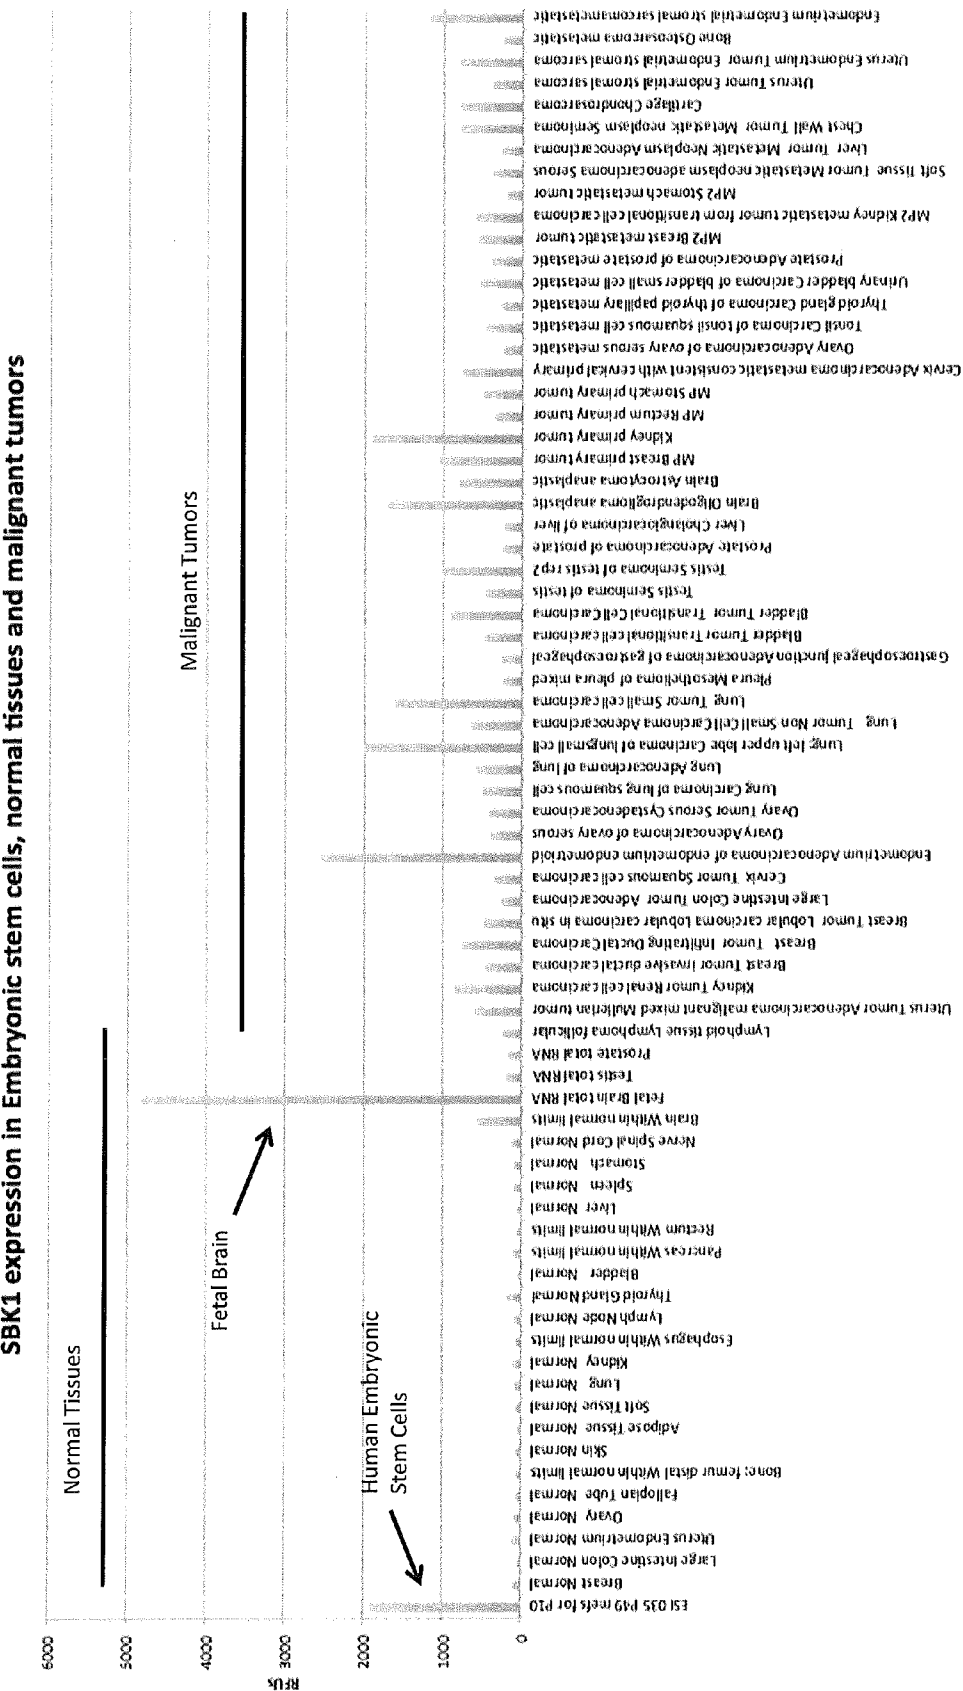 SBK1 expression in Embryonic stem cells, normal tissues and malignant tumors
Normal Tissues
Malignant Tumors
Fetal Brain
Human Embryonic
Stem Cells
RFUs
6000
5000
4000
3000
2000
1000
0
ESI 035 P49 mefs for P10
Breast Normal
Large Intestine Colon Normal
Uterus Endometrium Normal
Ovary Normal
Fallopian Tube Normal
Bone; femur distal Within normal limits
Skin Normal
Adipose Tissue Normal
Soft Tissue Normal
Lung Normal
Kidney Normal
Esophagus Within normal limits
Lymph Node Normal
Thyroid Gland Normal
Bladder Normal
Pancreas Within normal limits
Rectum Within normal limits
Liver Normal
Spleen Normal
Stomach Normal
Nerve Spinal Cord Normal
Brain Within normal limits
Fetal Brain total RNA
Testis total RNA
Prostate total RNA
Lymphoid tissue Lymphoma follicular
Uterus Tumor Adenocarcinoma malignant mixed Mullerian tumor
Kidney Tumor Renal cell carcinoma
Breast Tumor invasive ductal carcinoma
Breast Tumor Infiltrating Ductal Carcinoma
Breast Tumor Lobular carcinoma Lobular carcinoma in situ
Large Intestine Colon Tumor Adenocarcinoma
Cervix Tumor Squamous cell carcinoma
Endometrium Adenocarcinoma of endometrium endometrioid
Ovary Adenocarcinoma of ovary serous
Ovary Tumor Serous Cystadenocarcinoma
Lung Carcinoma of lung squamous cell
Lung Adenocarcinoma of lung
Lung; left upper lobe Carcinoma of lungsmall cell
Lung Tumor Non Small Cell Carcinoma Adenocarcinoma
Lung Tumor Small cell carcinoma
Pleura Mesothelioma of pleura mixed
Gastroesophageal junction Adenocarcinoma of gastroesophageal
Bladder Tumor Transitional cell carcinoma
Bladder Tumor Transitional Cell Carcinoma
Testis Seminoma of testis
Testis Seminoma of testis rep2
Prostate Adenocarcinoma of prostate
Liver Cholangiocarcinoma of liver
Brain Oligodendroglioma anaplastic
Brain Astrocytoma anaplastic
MP Breast primary tumor
Kidney primary tumor
MP Rectum primary tumor
MP Stomach primary tumor
Cervix Adenocarcinoma metastatic consistent with cervical primary
Ovary Adenocarcinoma of ovary serous metastatic
Tonsil Carcinoma of tonsil squamous cell metastatic
Thyroid gland Carcinoma of thyroid papillary metastatic
Urinary bladder Carcinoma of bladder small cell metastatic
Prostate Adenocarcinoma of prostate metastatic
MP2 Breast metastatic tumor
MP2 Kidney metastatic tumor from transitional cell carcinoma
MP2 Stomach metastatic tumor
Soft Tissue Tumor Metastatic neoplasm adenocarcinoma Serous
Liver Tumor Metastatic Neoplasm Adenocarcinoma
Chest Wall Tumor Metastatic neoplasm Seminoma
Cartilage Chondrosarcoma
Uterus Tumor Endometrial stromal sarcoma
Uterus Endometrium Tumor Endometrial stromal sarcoma
Bone Osteosarcoma metastatic
Endometrium Endometrial stromal sarcomametastatic